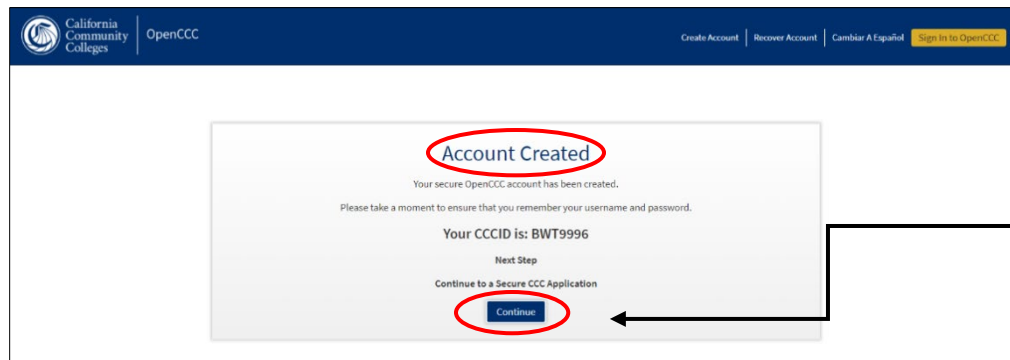 California
Community
Colleges
OpenCCC
Create Account
Recover Account
Cambiar A Español
Sign In to OpenCCC
Account Created
Your secure OpenCCC account has been created.
Please take a moment to ensure that you remember your username and password.
Your CCCID is: BWT9996
Next Step
Continue to a Secure CCC Application
Continue